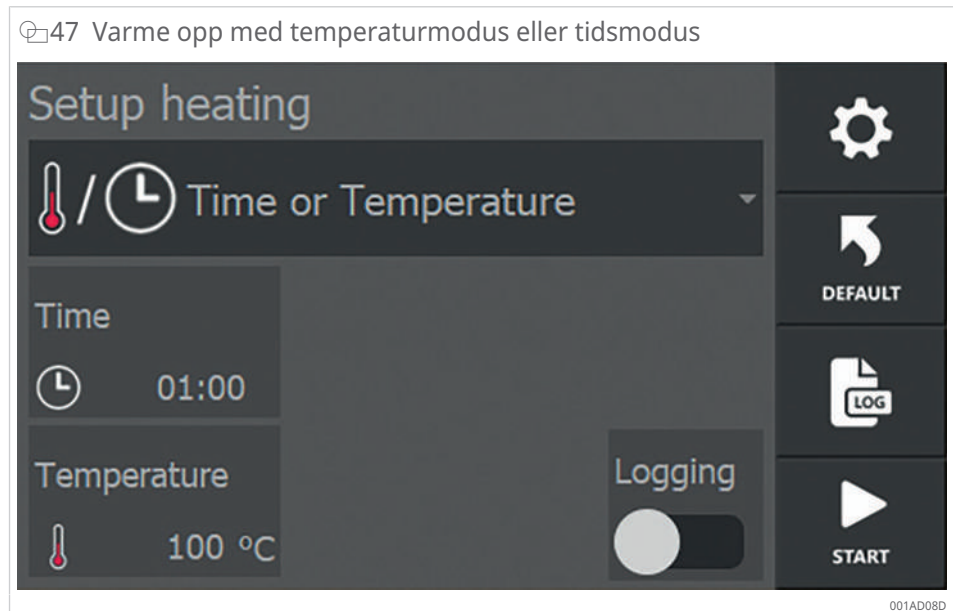 47 Varme opp med temperaturmodus eller tidsmodus
Setup heating
/ Time or Temperature
Time
01:00
Temperature
100 °C
Logging
DEFAULT
LOG
START
001AD08D